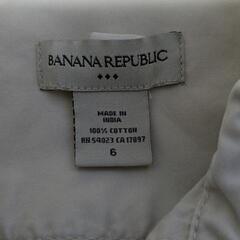 BANANA REPUBLIC
MADE IN
INDIA
100% COTTON
RN 54023 CA 17897
6